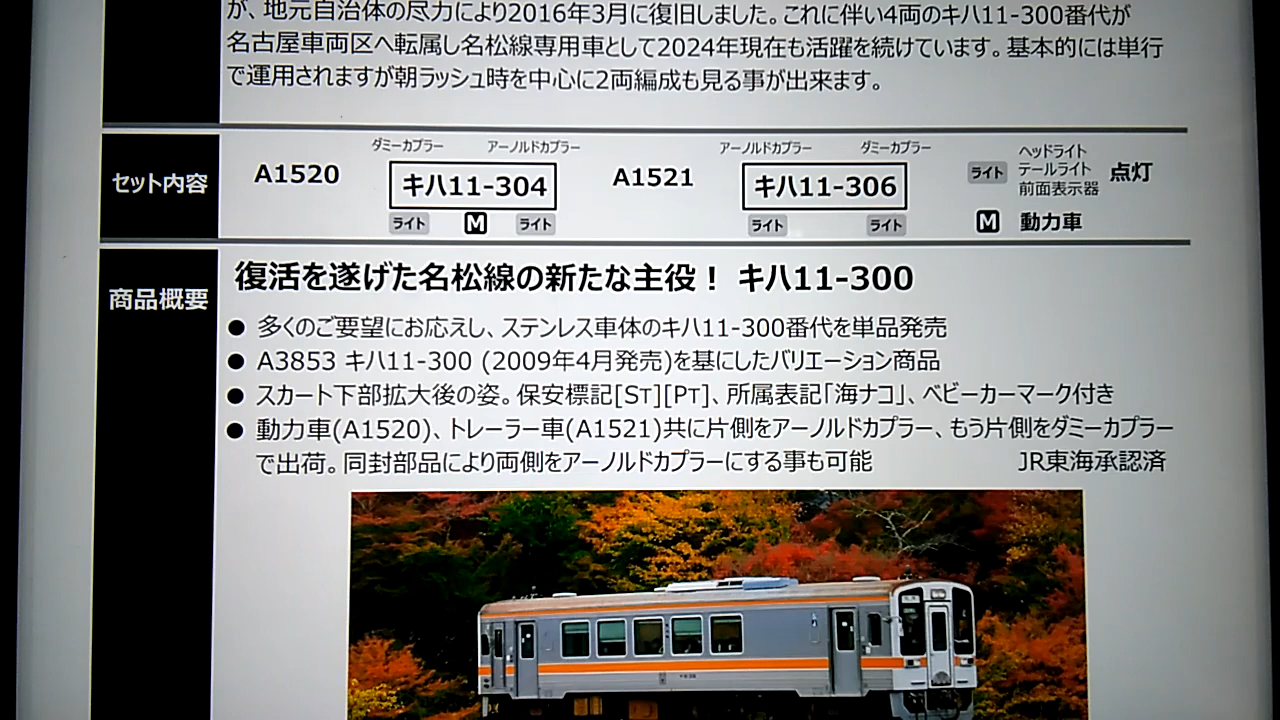 が、地元自治体の尽力により2016年3月に復旧しました。これに伴い4両のキハ11-300番代が
名古屋車両区へ転属し名松線専用車として2024年現在も活躍を続けています。基本的には単行
で運用されますが朝ラッシュ時を中心に2両編成も見る事が出来ます。
セット内容
ダミーカプラー アーノルドカプラー
A1520 キハ11-304
ライト M ライト
アーノルドカプラー ダミーカプラー
A1521 キハ11-306
ライト ライト
ライト ヘッドライト テールライト 前面表示器 点灯
M 動力車
商品概要
復活を遂げた名松線の新たな主役！ キハ11-300
● 多くのご要望にお応えし、ステンレス車体のキハ11-300番代を単品発売
● A3853 キハ11-300 (2009年4月発売)を基にしたバリエーション商品
● スカート下部拡大後の姿。保安標記[ST][PT]、所属表記「海ナコ」、ベビーカーマーク付き
● 動力車(A1520)、トレーラー車(A1521)共に片側をアーノルドカプラー、もう片側をダミーカプラー
で出荷。同封部品により両側をアーノルドカプラーにする事も可能 JR東海承認済